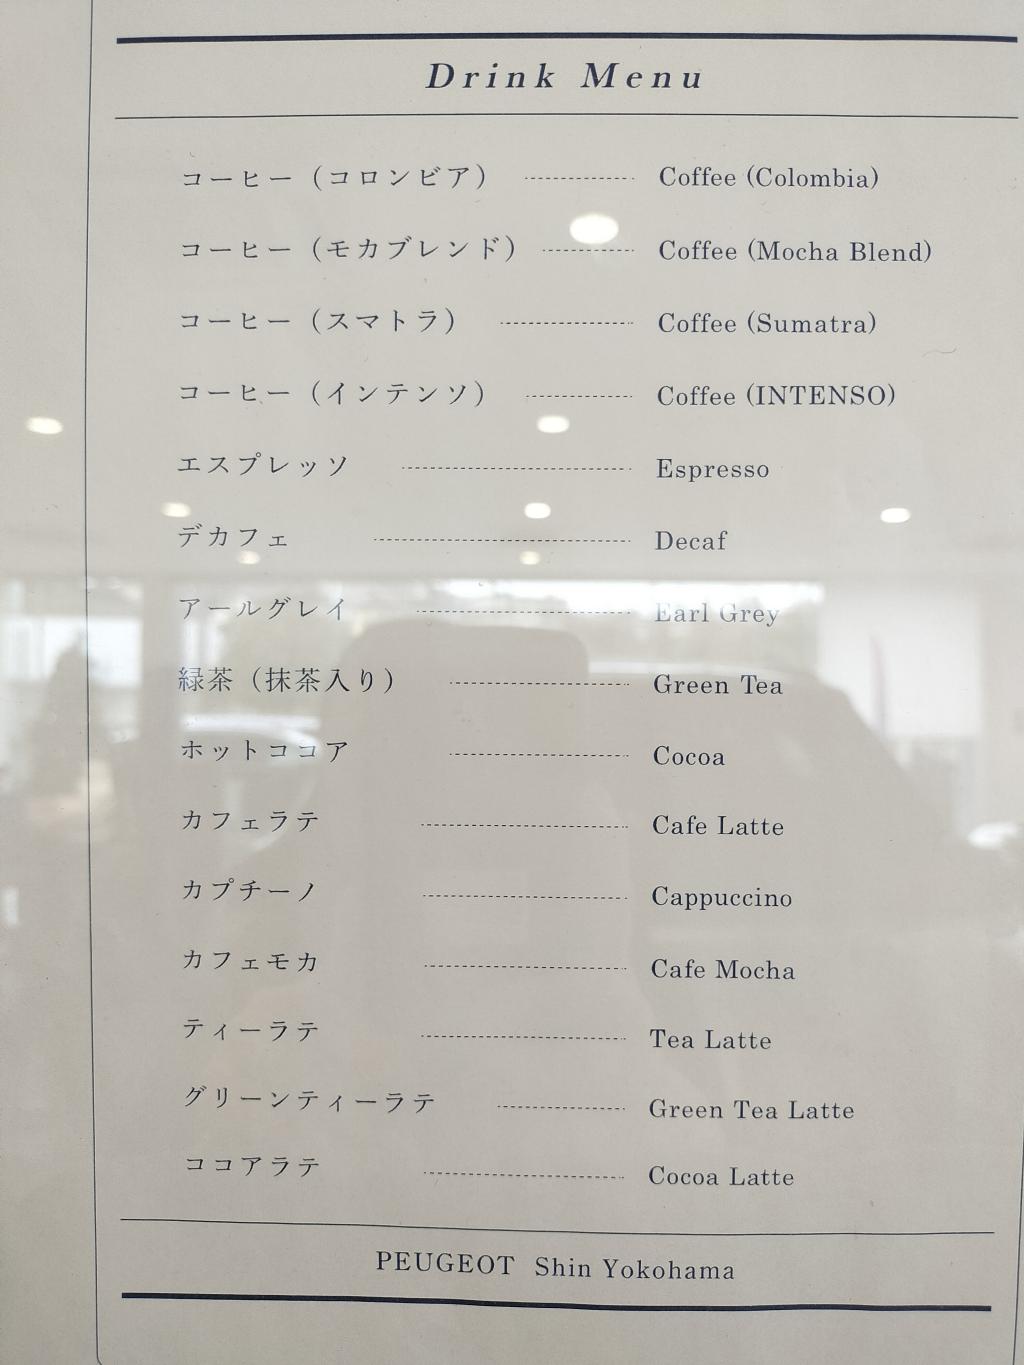 Drink Menu
コーヒー（コロンビア） Coffee (Colombia)
コーヒー（モカブレンド） Coffee (Mocha Blend)
コーヒー（スマトラ） Coffee (Sumatra)
コーヒー（インテンソ） Coffee (INTENSO)
エスプレッソ Espresso
デカフェ Decaf
アールグレイ Earl Grey
緑茶（抹茶入り） Green Tea
ホットココア Cocoa
カフェラテ Cafe Latte
カプチーノ Cappuccino
カフェモカ Cafe Mocha
ティーラテ Tea Latte
グリーンティーラテ Green Tea Latte
ココアラテ Cocoa Latte
PEUGEOT Shin Yokohama